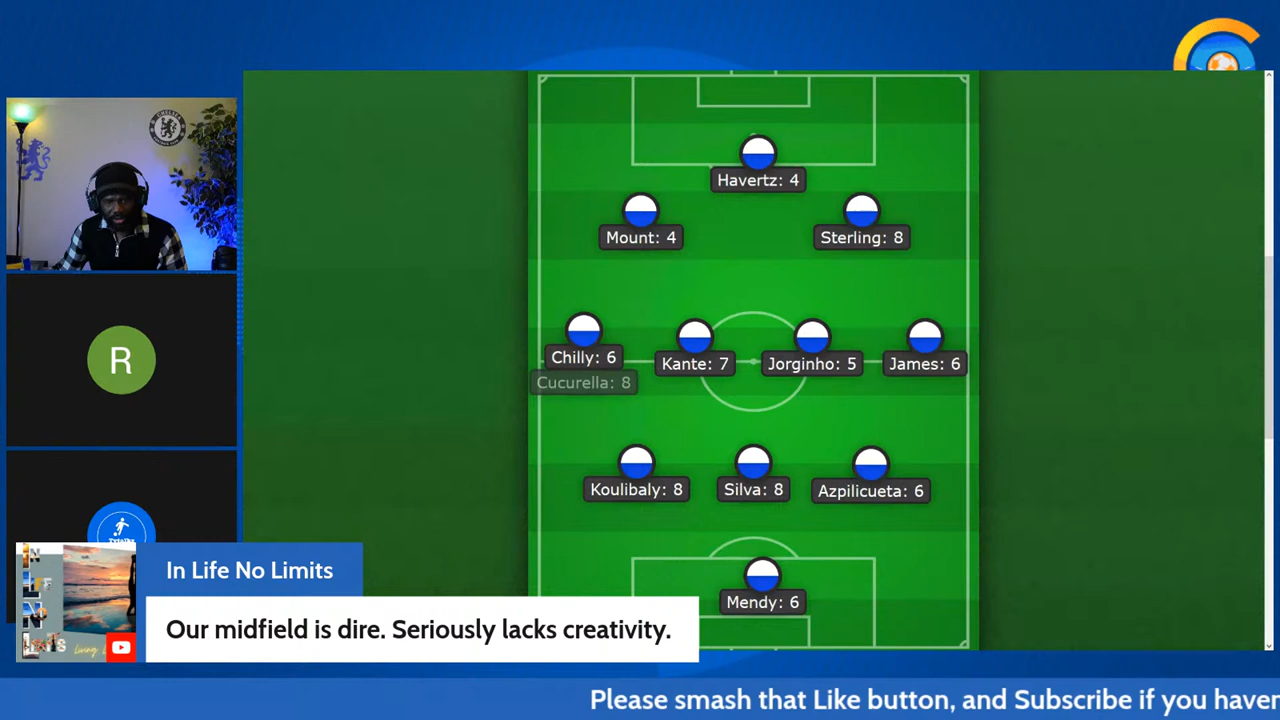 CHELSEA
Havertz: 4
Mount: 4
Sterling: 8
Chilly: 6
Kante: 7
Jorginho: 5
James: 6
Cucurella: 8
Koulibaly: 8
Silva: 8
Azpilicueta: 6
Mendy: 6
R
In Life No Limits
Our midfield is dire. Seriously lacks creativity.
Please smash that Like button, and Subscribe if you haven